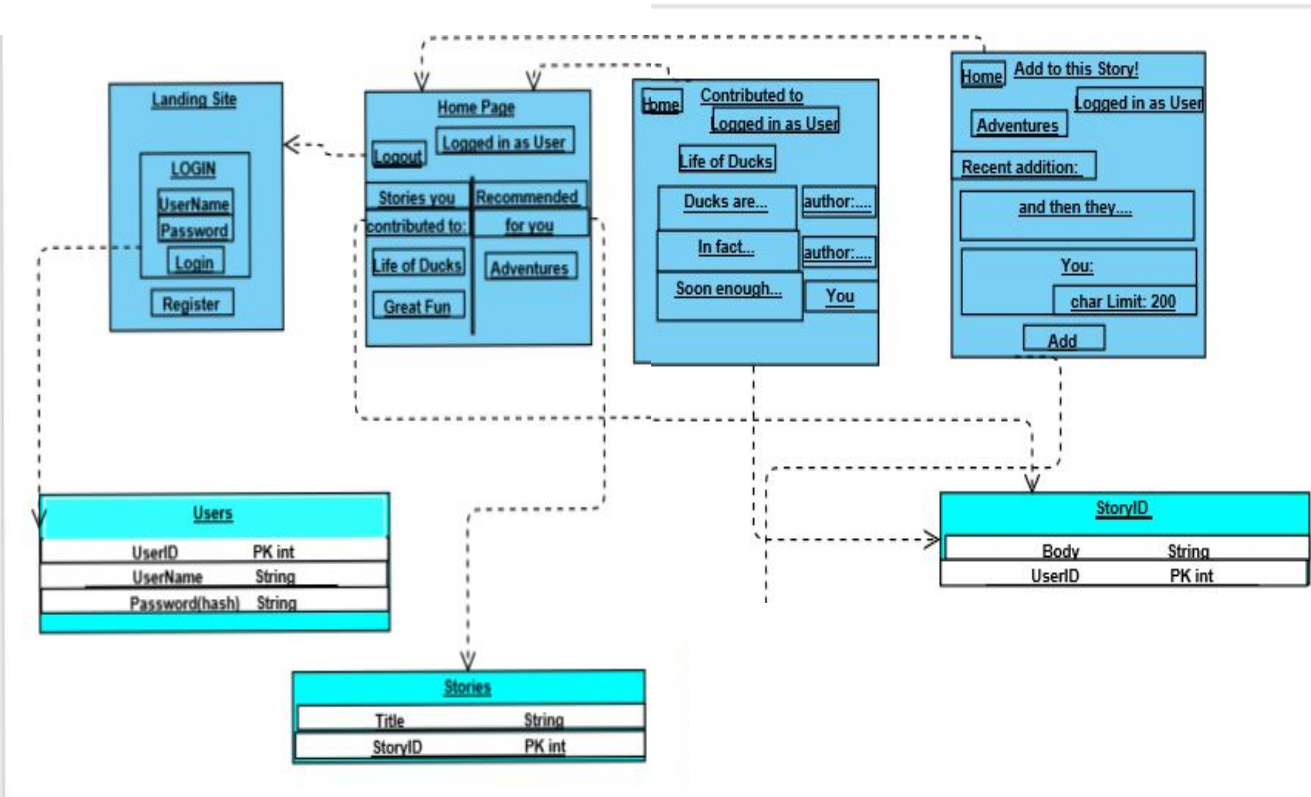 Landing Site
LOGIN
UserName
Password
Login
Register
Home Page
Logged in as User
Logout
Stories you
contributed to:
Recommended
for you
Life of Ducks
Great Fun
Adventures
Home
Contributed to
Logged in as User
Life of Ducks
Ducks are... author:....
In fact... author:....
Soon enough... You
Home
Add to this Story!
Logged in as User
Adventures
Recent addition:
and then they....
You:
char Limit: 200
Add
Users
UserID PK int
UserName String
Password(hash) String
Stories
Title String
StoryID PK int
StoryID
Body String
UserID PK int